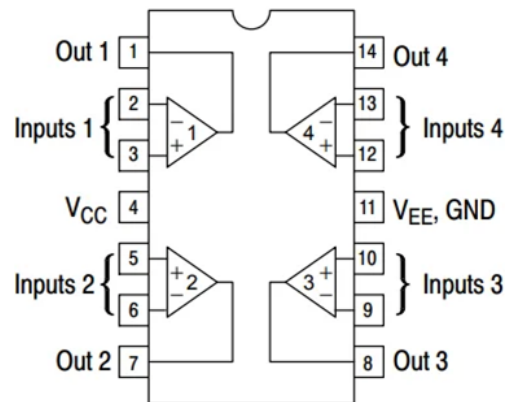 Out 1 1 14 Out 4
2 13
Inputs 1 { - 1 4 - } Inputs 4
3 + + 12
VCC 4 11 VEE, GND
5 + + 10
Inputs 2 { 2 3 } Inputs 3
6 - - 9
Out 2 7 8 Out 3